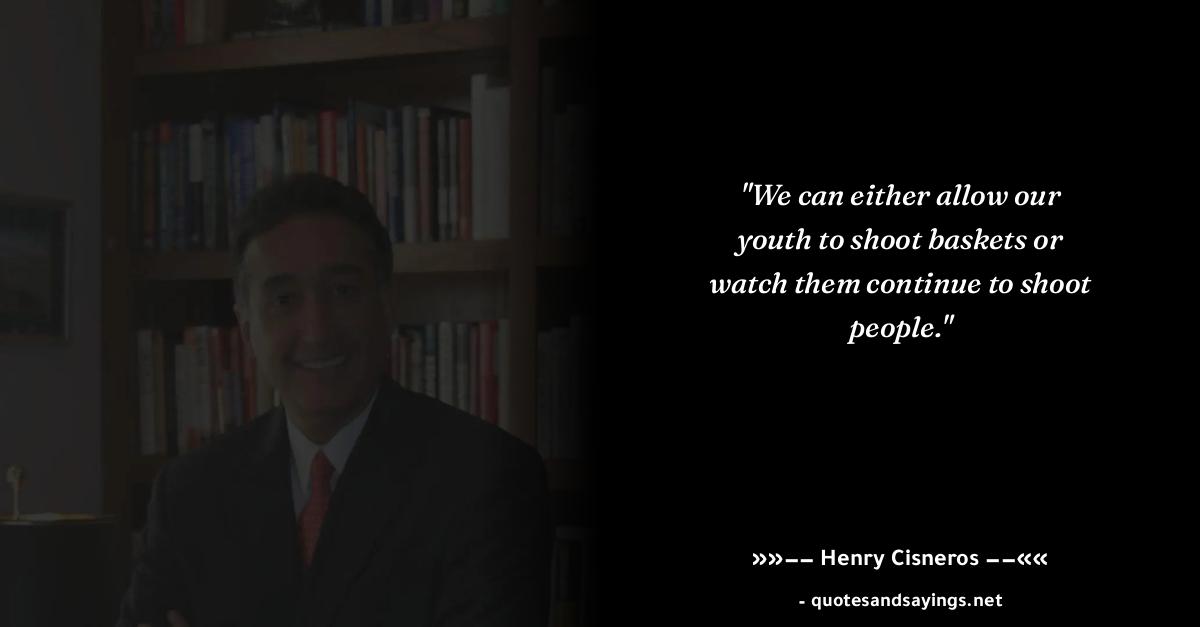 "We can either allow our
youth to shoot baskets or
watch them continue to shoot
people."
»»−− Henry Cisneros −−««
- quotesandsayings.net